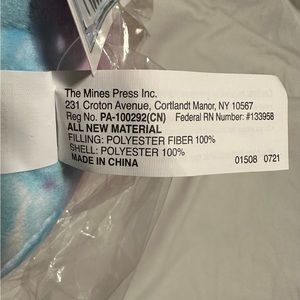 The Mines Press Inc.
231 Croton Avenue, Cortlandt Manor, NY 10567
Reg No. PA-100292(CN) Federal RN Number: #133958
ALL NEW MATERIAL
FILLING: POLYESTER FIBER 100%
SHELL: POLYESTER 100%
MADE IN CHINA
01508 0721